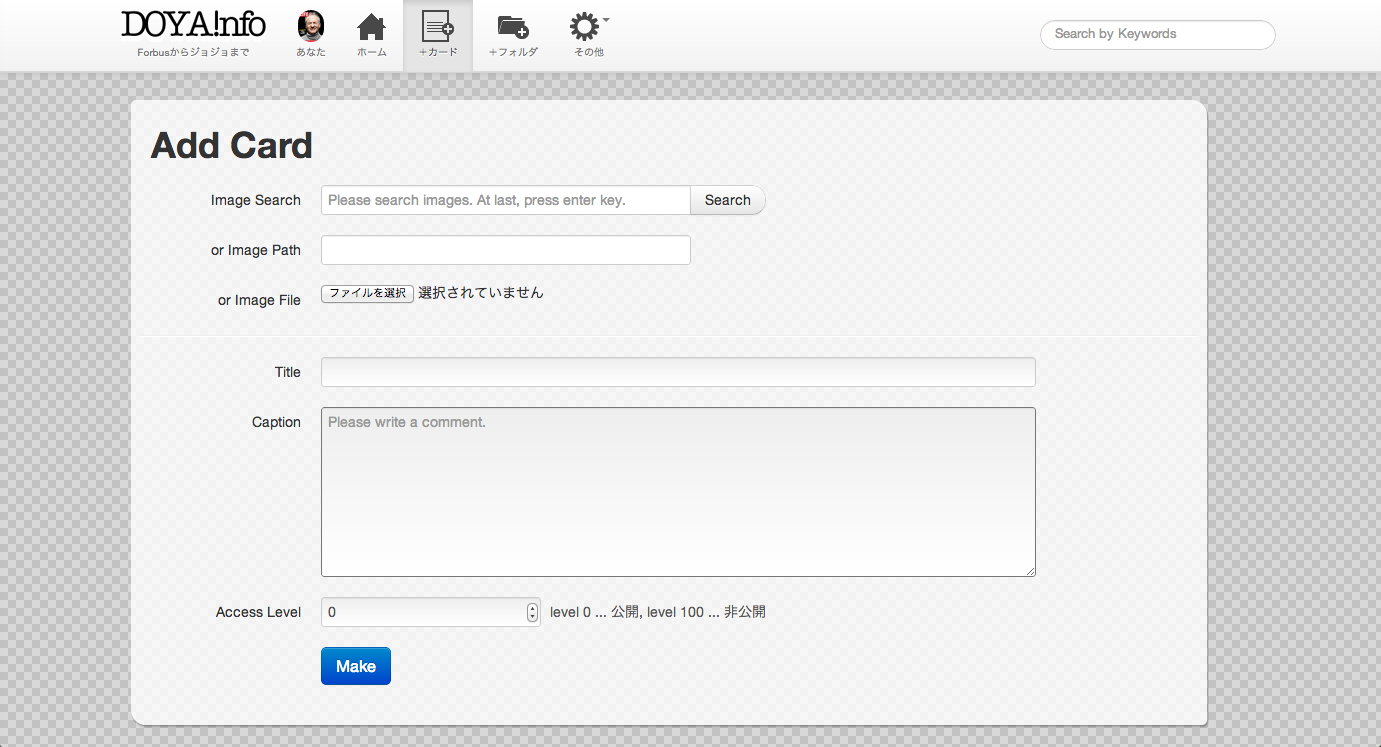 DOYA!nfo
Forbusからジョジョまで
あなた
ホーム
+カード
+フォルダ
その他
Search by Keywords
Add Card
Image Search
Please search images. At last, press enter key.
Search
or Image Path
or Image File
ファイルを選択 選択されていません
Title
Caption
Please write a comment.
Access Level
0
level 0 ... 公開, level 100 ... 非公開
Make